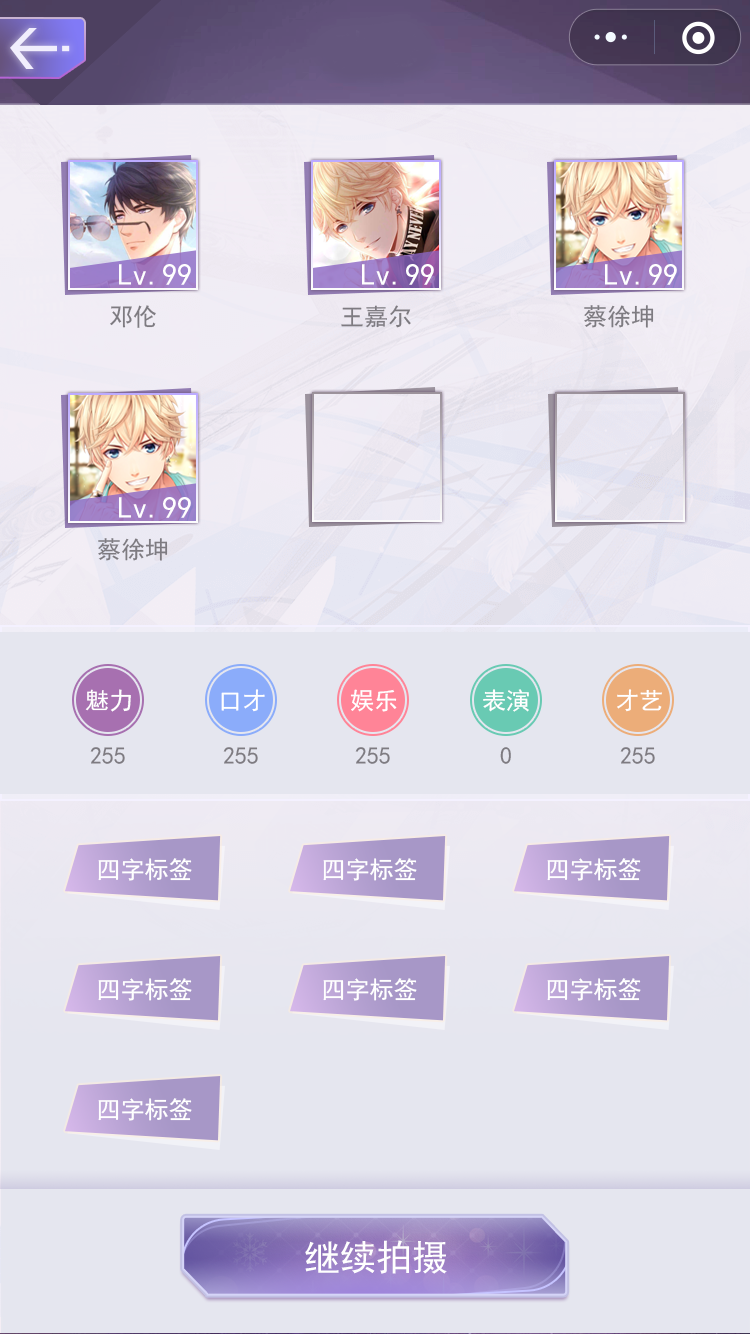 Lv. 99
Lv. 99
Lv. 99
邓伦
王嘉尔
蔡徐坤
Lv. 99
蔡徐坤
魅力
口才
娱乐
表演
才艺
255
255
255
0
255
四字标签
四字标签
四字标签
四字标签
四字标签
四字标签
四字标签
继续拍摄